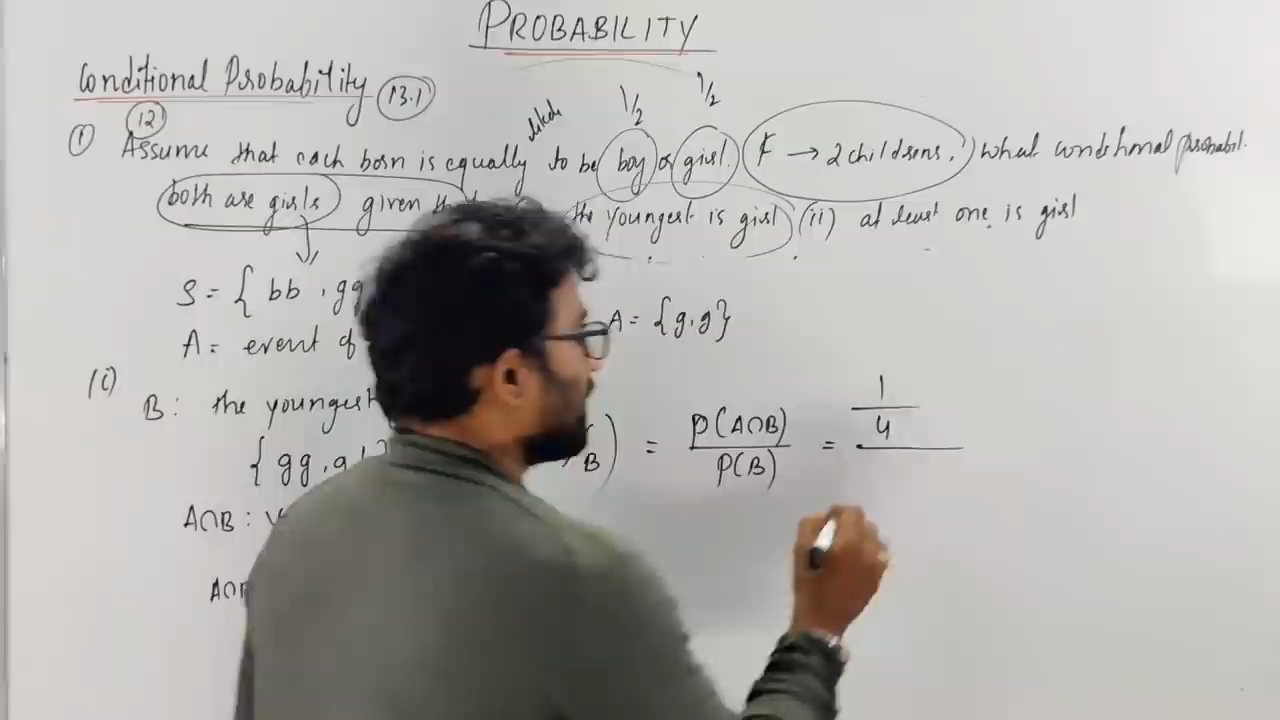 PROBABILITY
Conditional Probability 13.1
12
1/2 1/2
① Assume that each born is equally likely to be boy or girl. F → 2 childrens, what conditional probabil.
both are girls given the youngest is girl (ii) at least one is girl
S = { bb , gg
A = event of A = {g,g}
(i)
B : the youngest
{ gg , g B ) = P(A∩B) / P(B) = 1/4
A∩B :
A∩